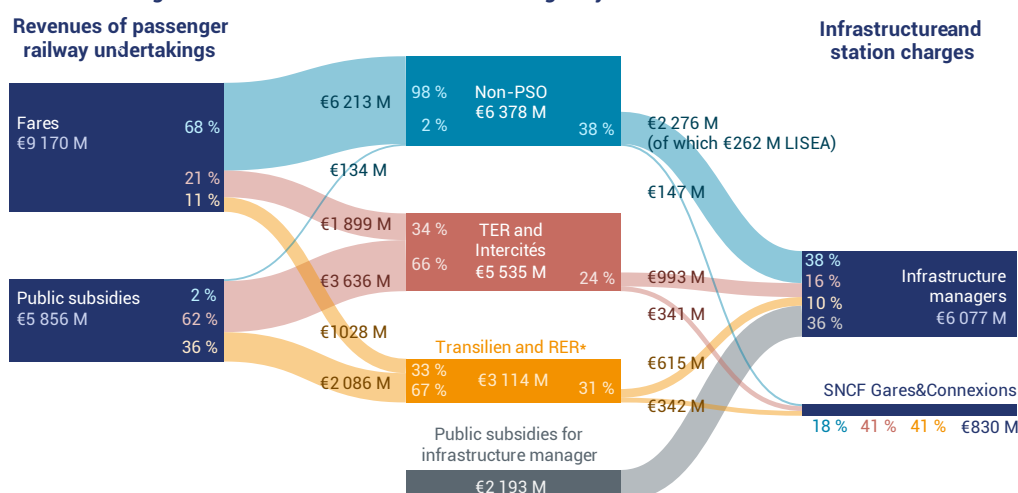 Revenues of passenger
railway undertakings
Infrastructureand
station charges
Fares
€9 170 M
68 %
21 %
11 %
Public subsidies
€5 856 M
2 %
62 %
36 %
€6 213 M
€134 M
€1 899 M
€3 636 M
€1028 M
€2 086 M
98 %
2 %
Non-PSO
€6 378 M
38 %
34 %
66 %
TER and
Intercités
€5 535 M
24 %
Transilien and RER*
33 %
67 %
€3 114 M
31 %
Public subsidies for
infrastructure manager
€2 193 M
€2 276 M
(of which €262 M LISEA)
€147 M
€993 M
€341 M
€615 M
€342 M
38 %
16 %
10 %
36 %
Infrastructure
managers
€6 077 M
SNCF Gares&Connexions
18 % 41 % 41 % €830 M